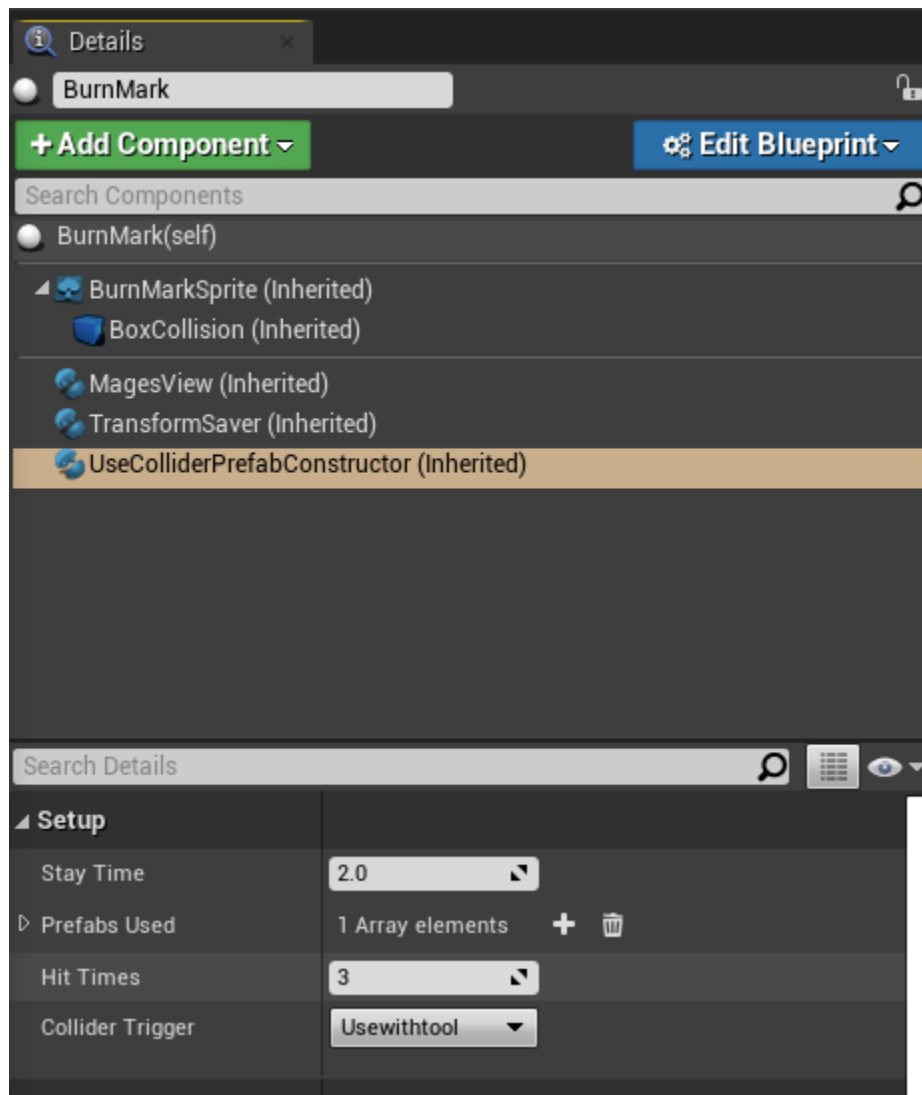 Details
BurnMark
+ Add Component
Edit Blueprint
Search Components
BurnMark(self)
BurnMarkSprite (Inherited)
BoxCollision (Inherited)
MagesView (Inherited)
TransformSaver (Inherited)
UseColliderPrefabConstructor (Inherited)
Search Details
Setup
Stay Time 2.0
Prefabs Used 1 Array elements
Hit Times 3
Collider Trigger Usewithtool